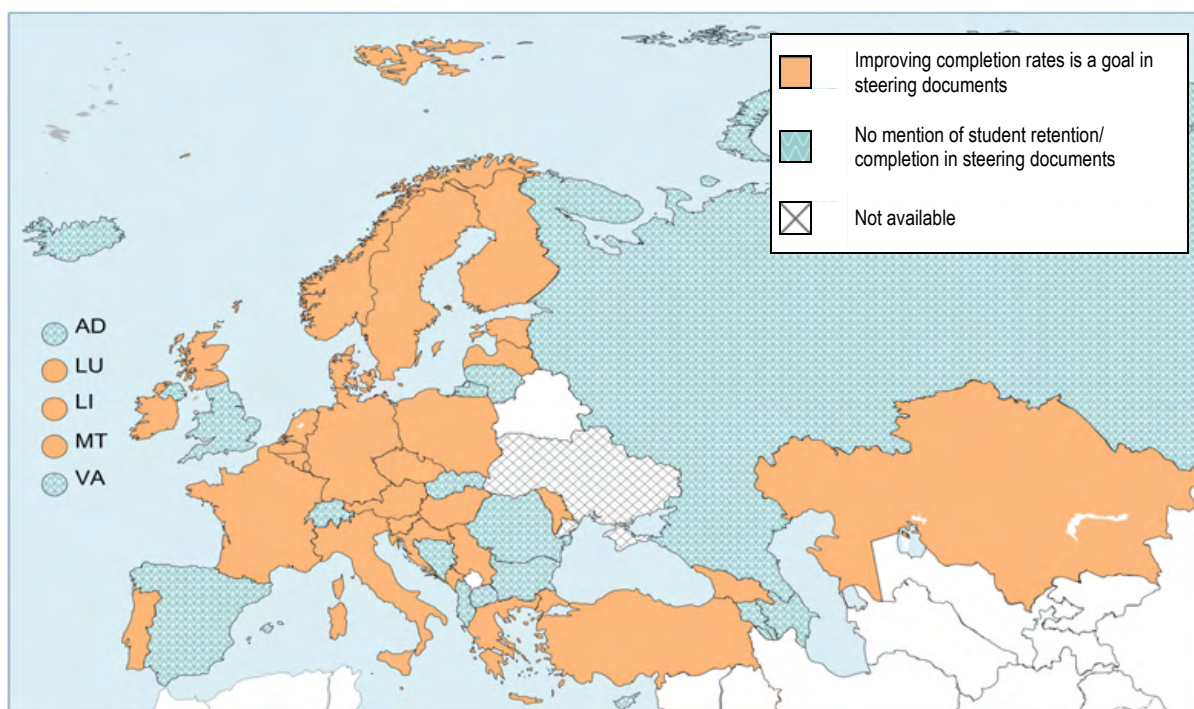 Improving completion rates is a goal in
steering documents
No mention of student retention/
completion in steering documents
Not available
AD
LU
LI
MT
VA